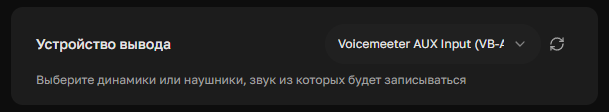 Устройство вывода
Voicemeeter AUX Input (VB-A
Выберите динамики или наушники, звук из которых будет записываться